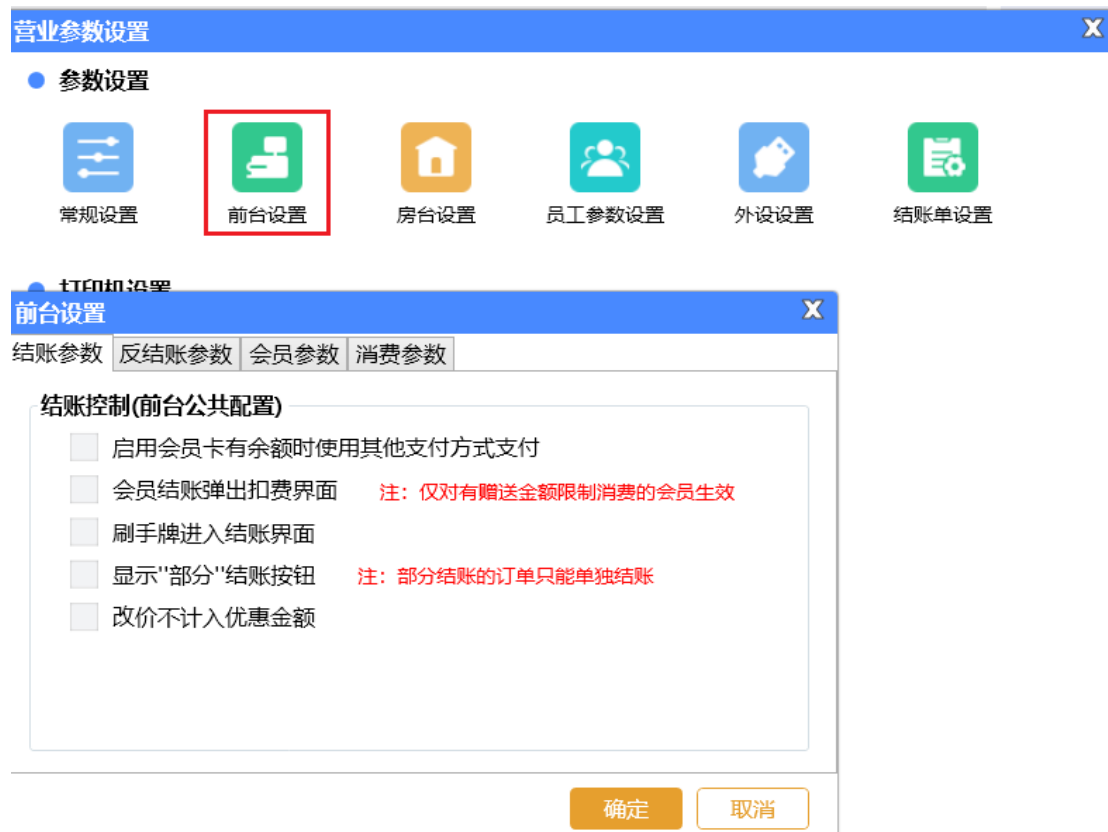 营业参数设置
X
参数设置
常规设置 前台设置 房台设置 员工参数设置 外设设置 结账单设置
打印机设置
前台设置
X
结账参数 反结账参数 会员参数 消费参数
结账控制(前台公共配置)
启用会员卡有余额时使用其他支付方式支付
会员结账弹出扣费界面 注：仅对有赠送金额限制消费的会员生效
刷手牌进入结账界面
显示"部分"结账按钮 注：部分结账的订单只能单独结账
改价不计入优惠金额
确定 取消